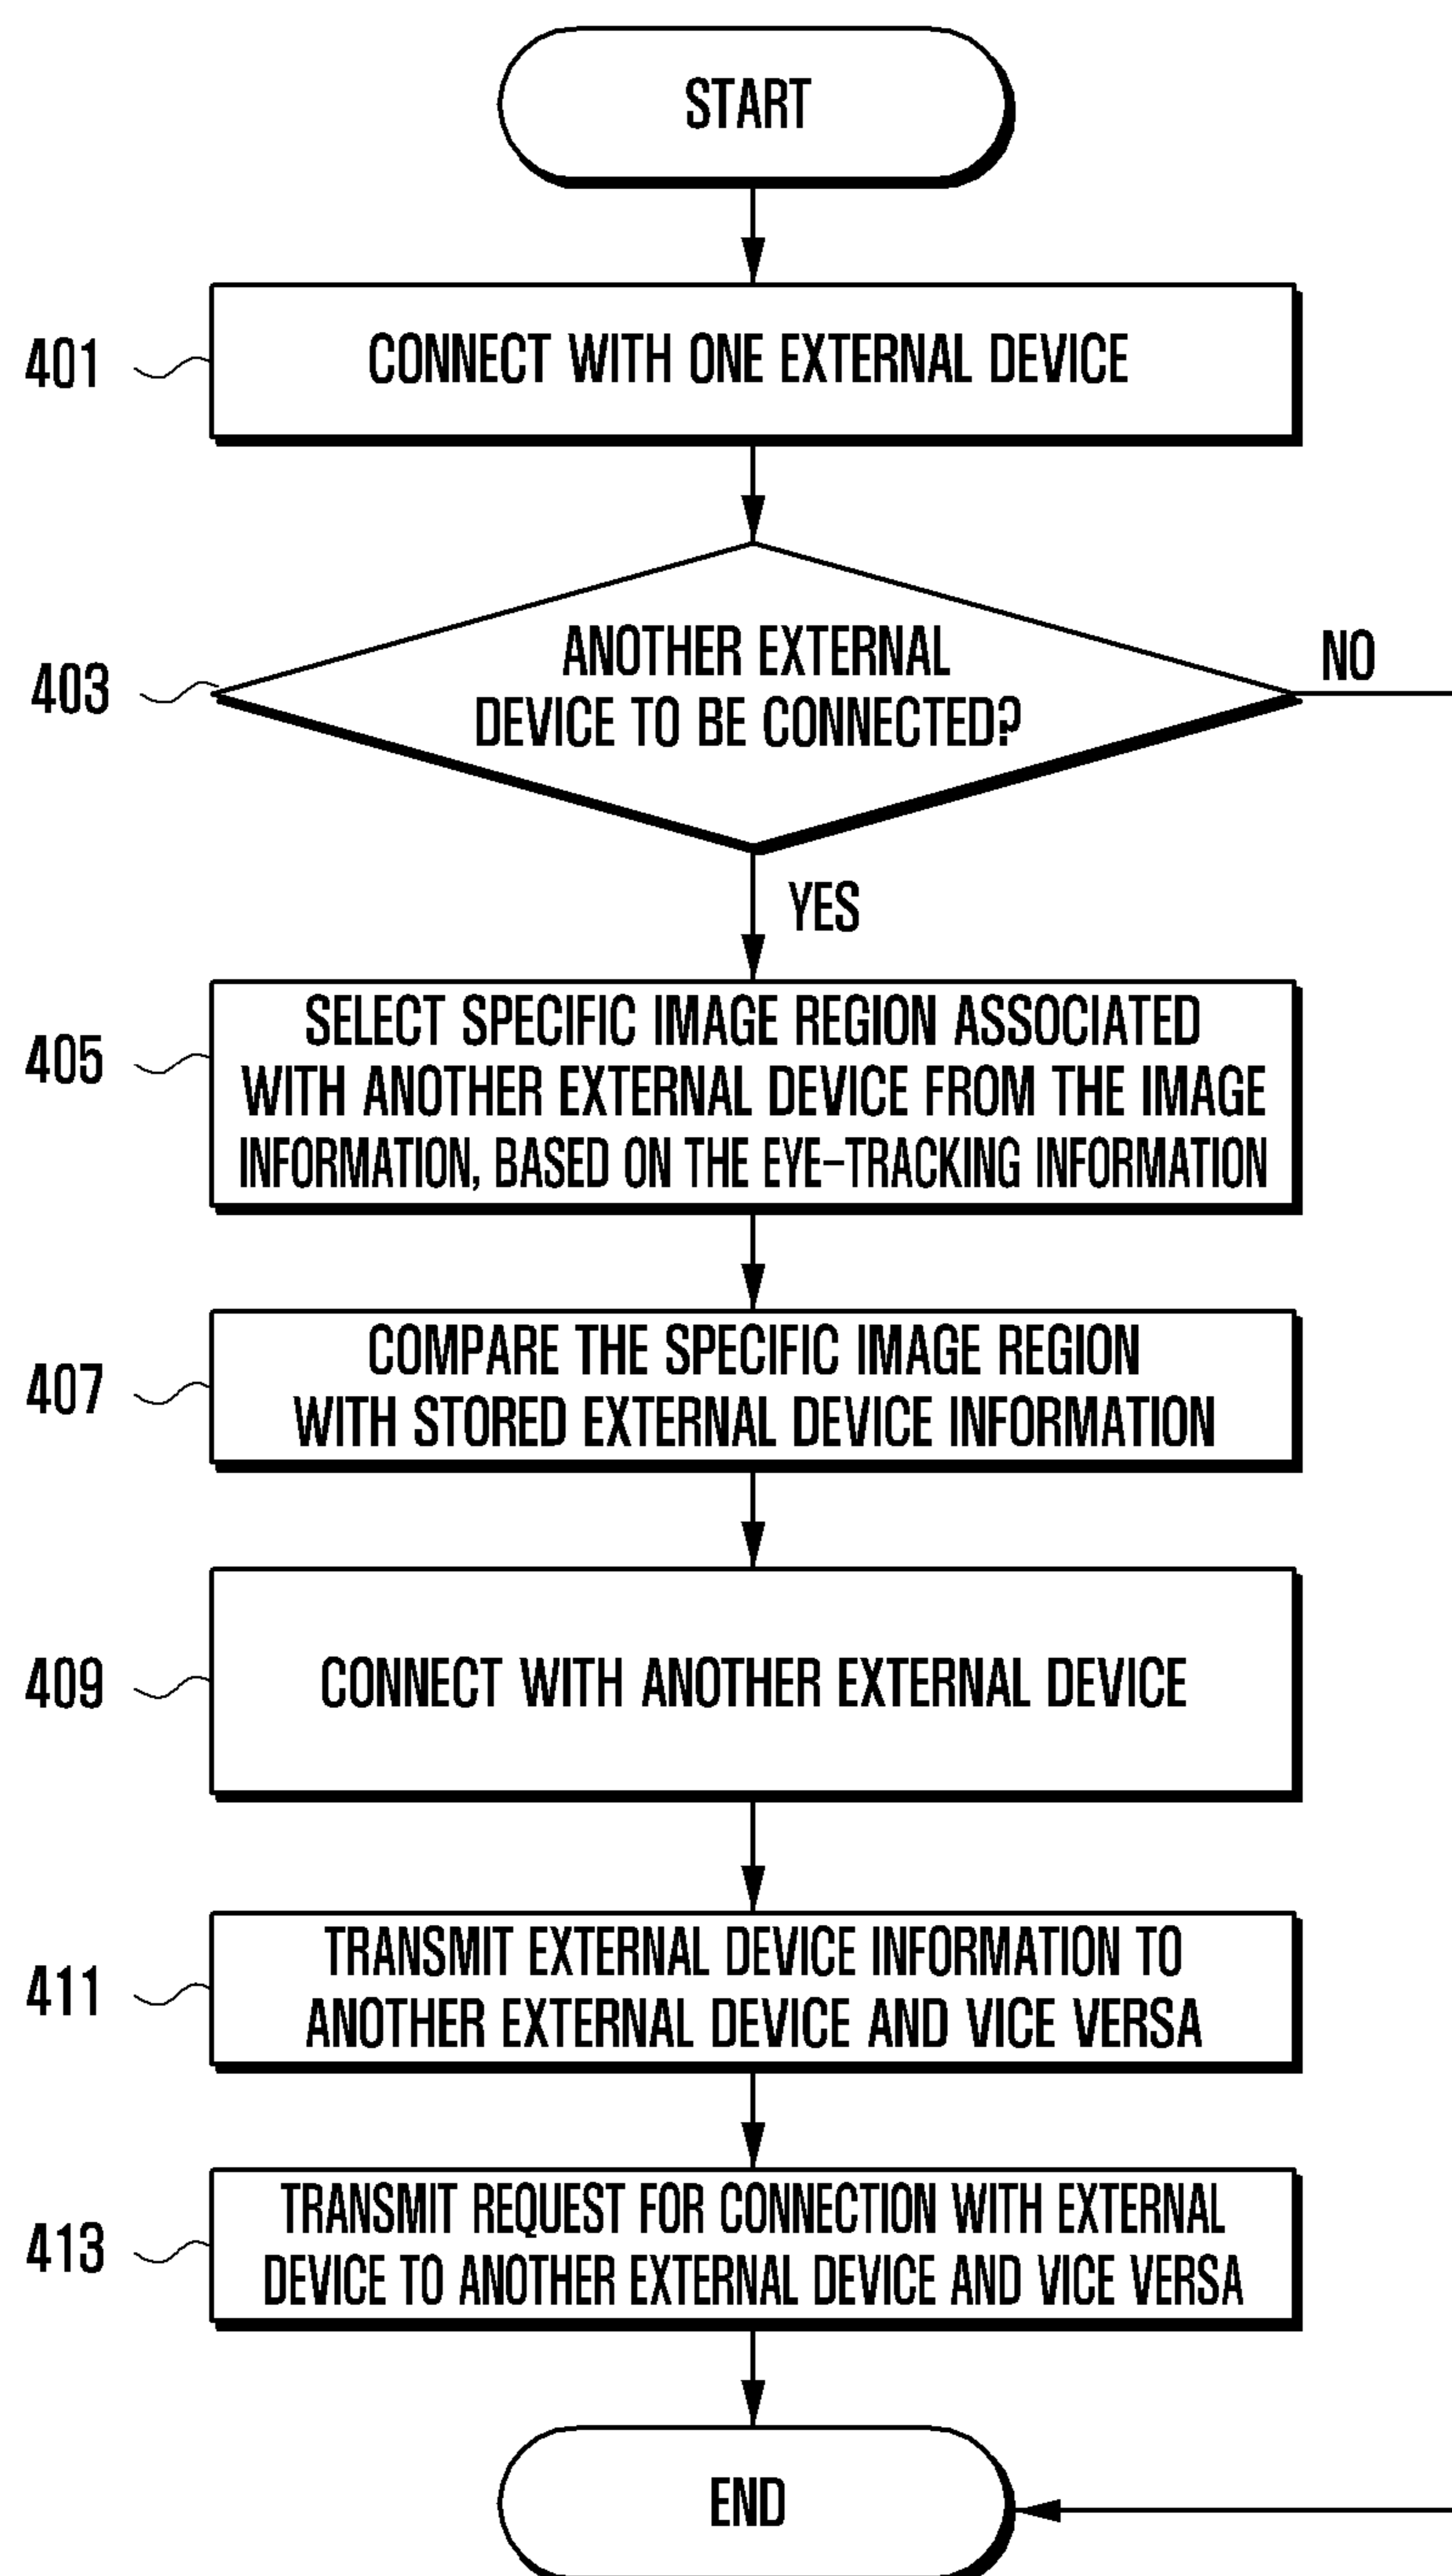 START
401
CONNECT WITH ONE EXTERNAL DEVICE
403
ANOTHER EXTERNAL
DEVICE TO BE CONNECTED?
NO
YES
405
SELECT SPECIFIC IMAGE REGION ASSOCIATED
WITH ANOTHER EXTERNAL DEVICE FROM THE IMAGE
INFORMATION, BASED ON THE EYE–TRACKING INFORMATION
407
COMPARE THE SPECIFIC IMAGE REGION
WITH STORED EXTERNAL DEVICE INFORMATION
409
CONNECT WITH ANOTHER EXTERNAL DEVICE
411
TRANSMIT EXTERNAL DEVICE INFORMATION TO
ANOTHER EXTERNAL DEVICE AND VICE VERSA
413
TRANSMIT REQUEST FOR CONNECTION WITH EXTERNAL
DEVICE TO ANOTHER EXTERNAL DEVICE AND VICE VERSA
END